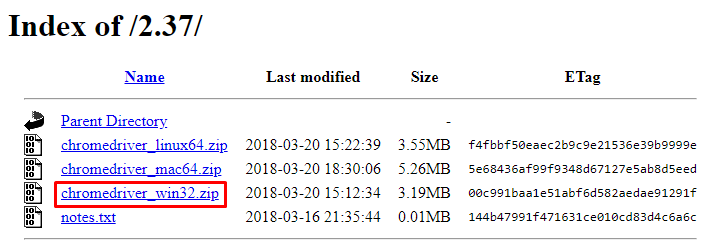 Index of /2.37/
Name Last modified Size ETag
Parent Directory -
chromedriver_linux64.zip 2018-03-20 15:22:39 3.55MB f4fbbf50eaec2b9c9e21536e39b9999e
chromedriver_mac64.zip 2018-03-20 18:30:06 5.26MB 5e68436af99f9348d67127e5ab8d5eed
chromedriver_win32.zip 2018-03-20 15:12:34 3.19MB 00c991baa1e51abf6d582aedae91291f
notes.txt 2018-03-16 21:35:44 0.01MB 144b47991f471631ce010cd83d4c6a6c